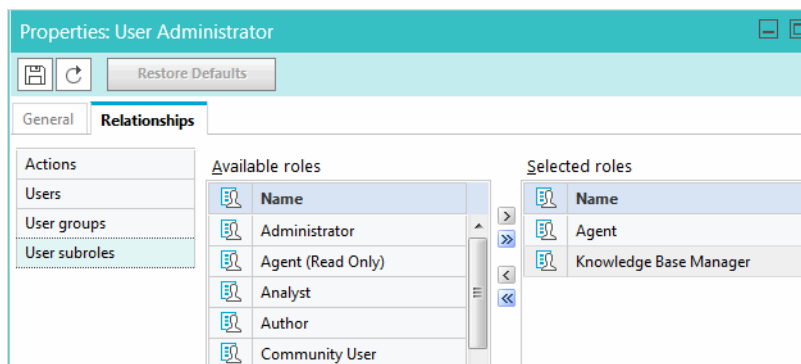 Properties: User Administrator
Restore Defaults
General Relationships
Actions
Users
User groups
User subroles
Available roles
Name
Administrator
Agent (Read Only)
Analyst
Author
Community User
Selected roles
Name
Agent
Knowledge Base Manager